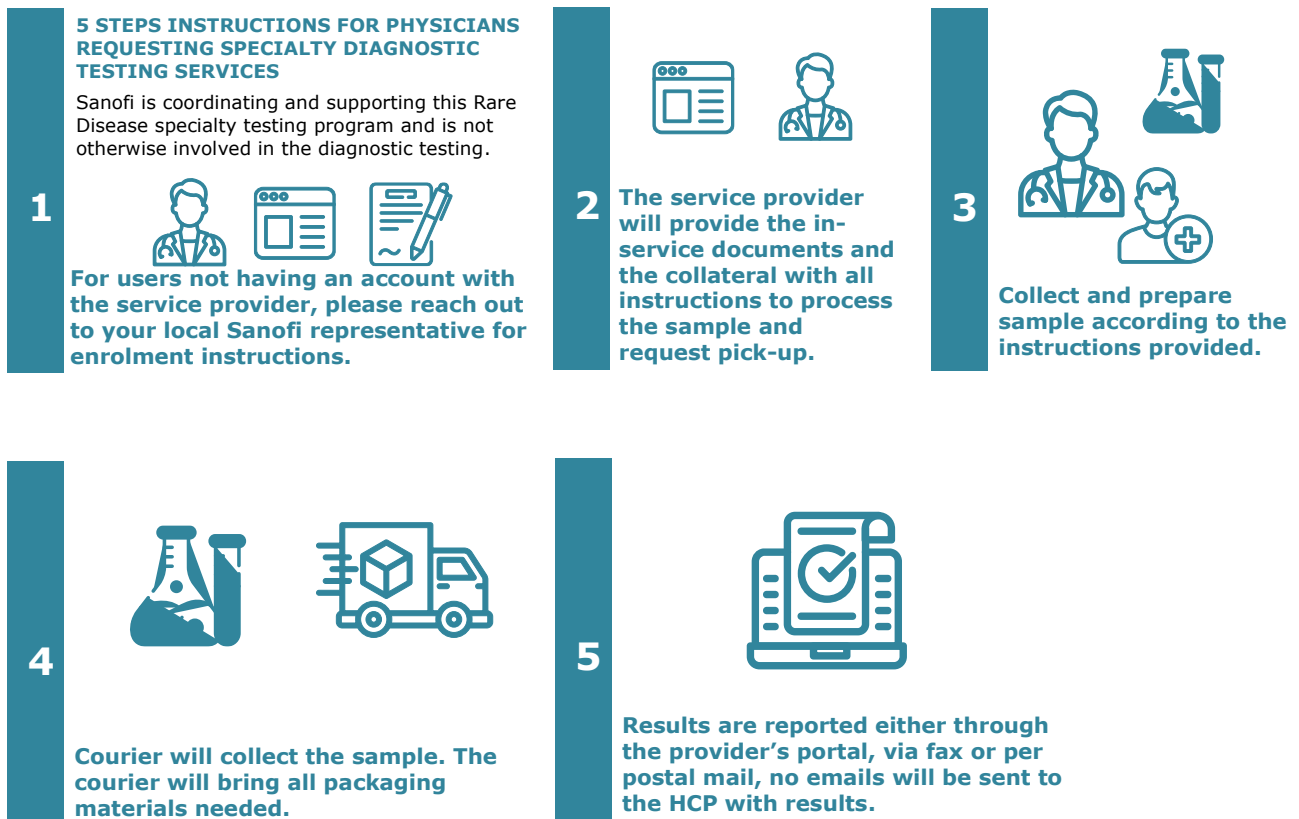 5 STEPS INSTRUCTIONS FOR PHYSICIANS
REQUESTING SPECIALTY DIAGNOSTIC
TESTING SERVICES
Sanofi is coordinating and supporting this Rare
Disease specialty testing program and is not
otherwise involved in the diagnostic testing.
1
For users not having an account with
the service provider, please reach out
to your local Sanofi representative for
enrolment instructions.
2
The service provider
will provide the in-
service documents and
the collateral with all
instructions to process
the sample and
request pick-up.
3
Collect and prepare
sample according to the
instructions provided.
4
Courier will collect the sample. The
courier will bring all packaging
materials needed.
5
Results are reported either through
the provider’s portal, via fax or per
postal mail, no emails will be sent to
the HCP with results.